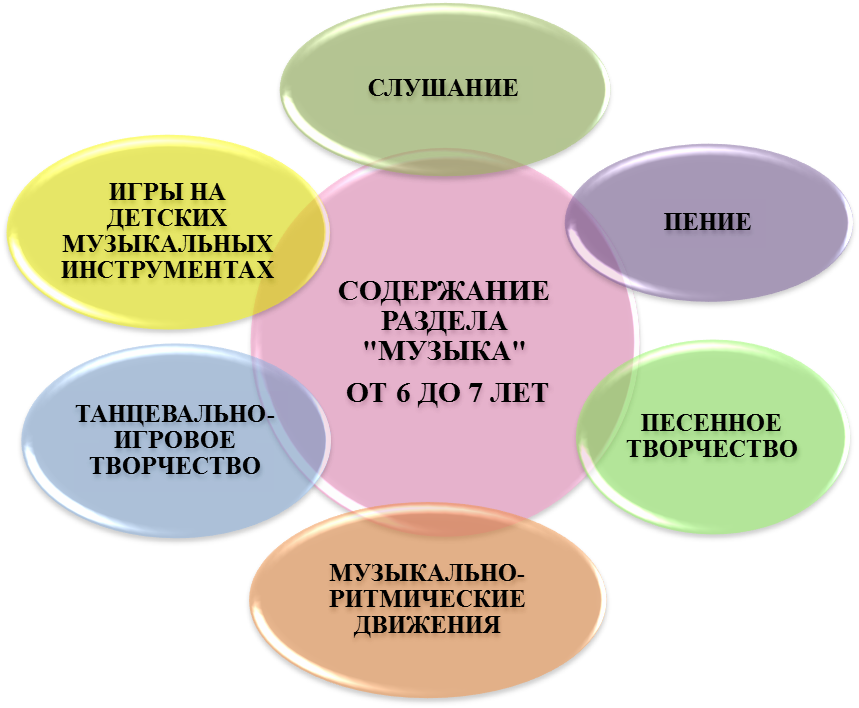 СЛУШАНИЕ
ПЕНИЕ
ПЕСЕННОЕ
ТВОРЧЕСТВО
МУЗЫКАЛЬНО-
РИТМИЧЕСКИЕ
ДВИЖЕНИЯ
ТАНЦЕВАЛЬНО-
ИГРОВОЕ
ТВОРЧЕСТВО
ИГРЫ НА
ДЕТСКИХ
МУЗЫКАЛЬНЫХ
ИНСТРУМЕНТАХ
СОДЕРЖАНИЕ
РАЗДЕЛА
"МУЗЫКА"
ОТ 6 ДО 7 ЛЕТ